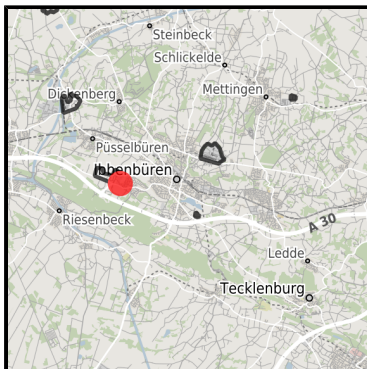 Steinbeck
Schlickelde
Dickenberg
Mettingen
Püsselbüren
Ibbenbüren
Riesenbeck
A 30
Ledde
Tecklenburg